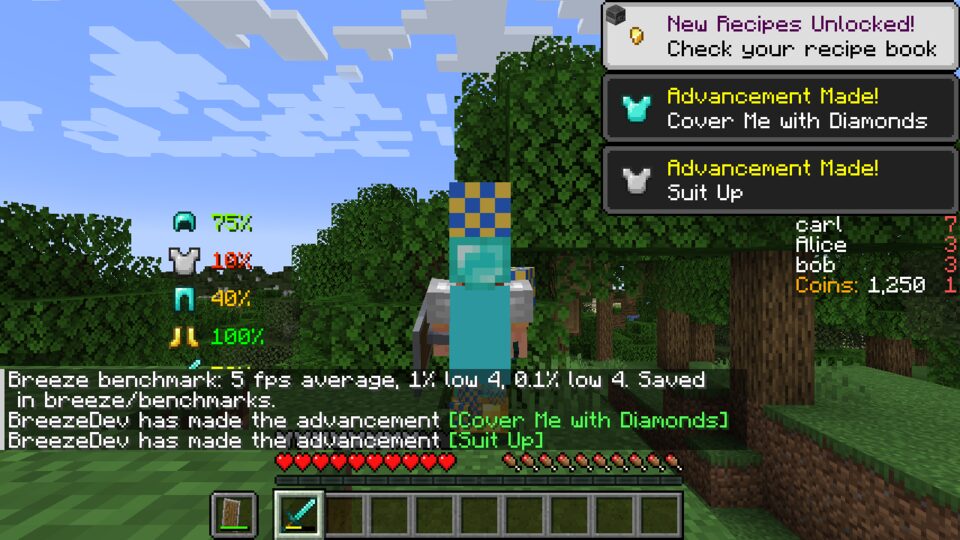 New Recipes Unlocked!
Check your recipe book
Advancement Made!
Cover Me with Diamonds
Advancement Made!
Suit Up
carl 7
Alice 3
bob 3
Coins: 1,250 1
75%
10%
40%
100%
Breeze benchmark: 5 fps average, 1% low 4, 0.1% low 4. Saved
in breeze/benchmarks.
BreezeDev has made the advancement [Cover Me with Diamonds]
BreezeDev has made the advancement [Suit Up]